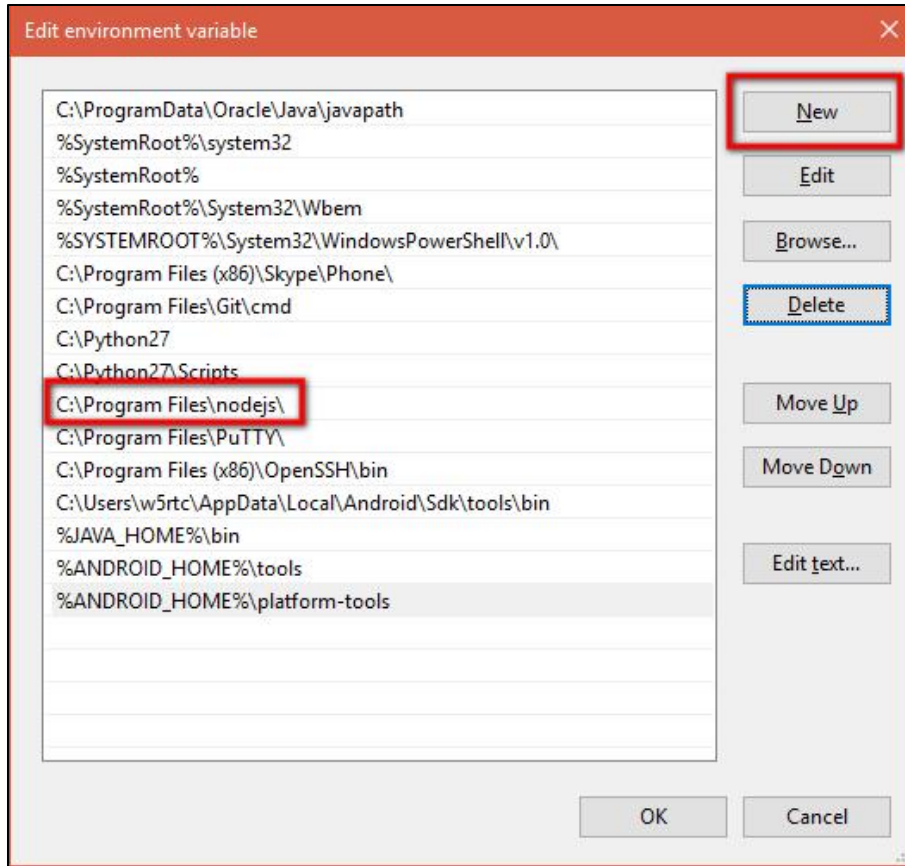 Edit environment variable
C:\ProgramData\Oracle\Java\javapath
%SystemRoot%\system32
%SystemRoot%
%SystemRoot%\System32\Wbem
%SYSTEMROOT%\System32\WindowsPowerShell\v1.0\
C:\Program Files (x86)\Skype\Phone\
C:\Program Files\Git\cmd
C:\Python27
C:\Python27\Scripts
C:\Program Files\nodejs\
C:\Program Files\PuTTY\
C:\Program Files (x86)\OpenSSH\bin
C:\Users\w5rtc\AppData\Local\Android\Sdk\tools\bin
%JAVA_HOME%\bin
%ANDROID_HOME%\tools
%ANDROID_HOME%\platform-tools
New
Edit
Browse...
Delete
Move Up
Move Down
Edit text...
OK
Cancel